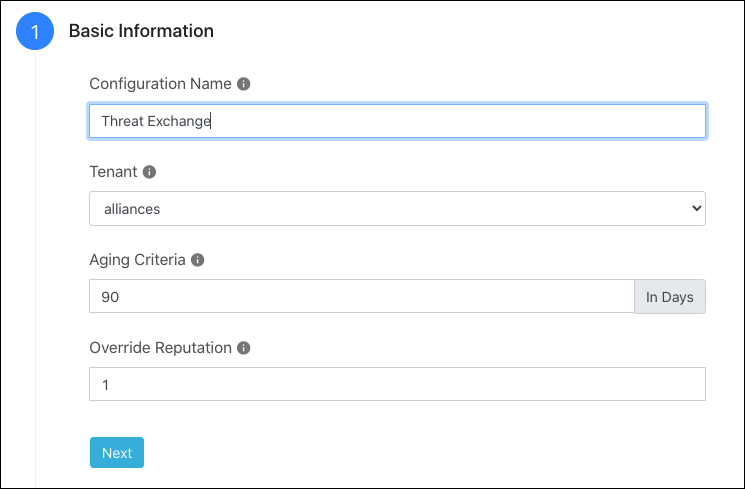 1 Basic Information
Configuration Name
Threat Exchange
Tenant
alliances
Aging Criteria
90 In Days
Override Reputation
1
Next